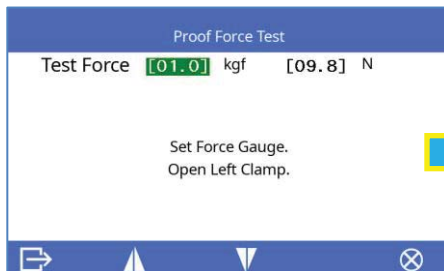 Proof Force Test
Test Force [01.0] kgf [09.8] N
Set Force Gauge.
Open Left Clamp.